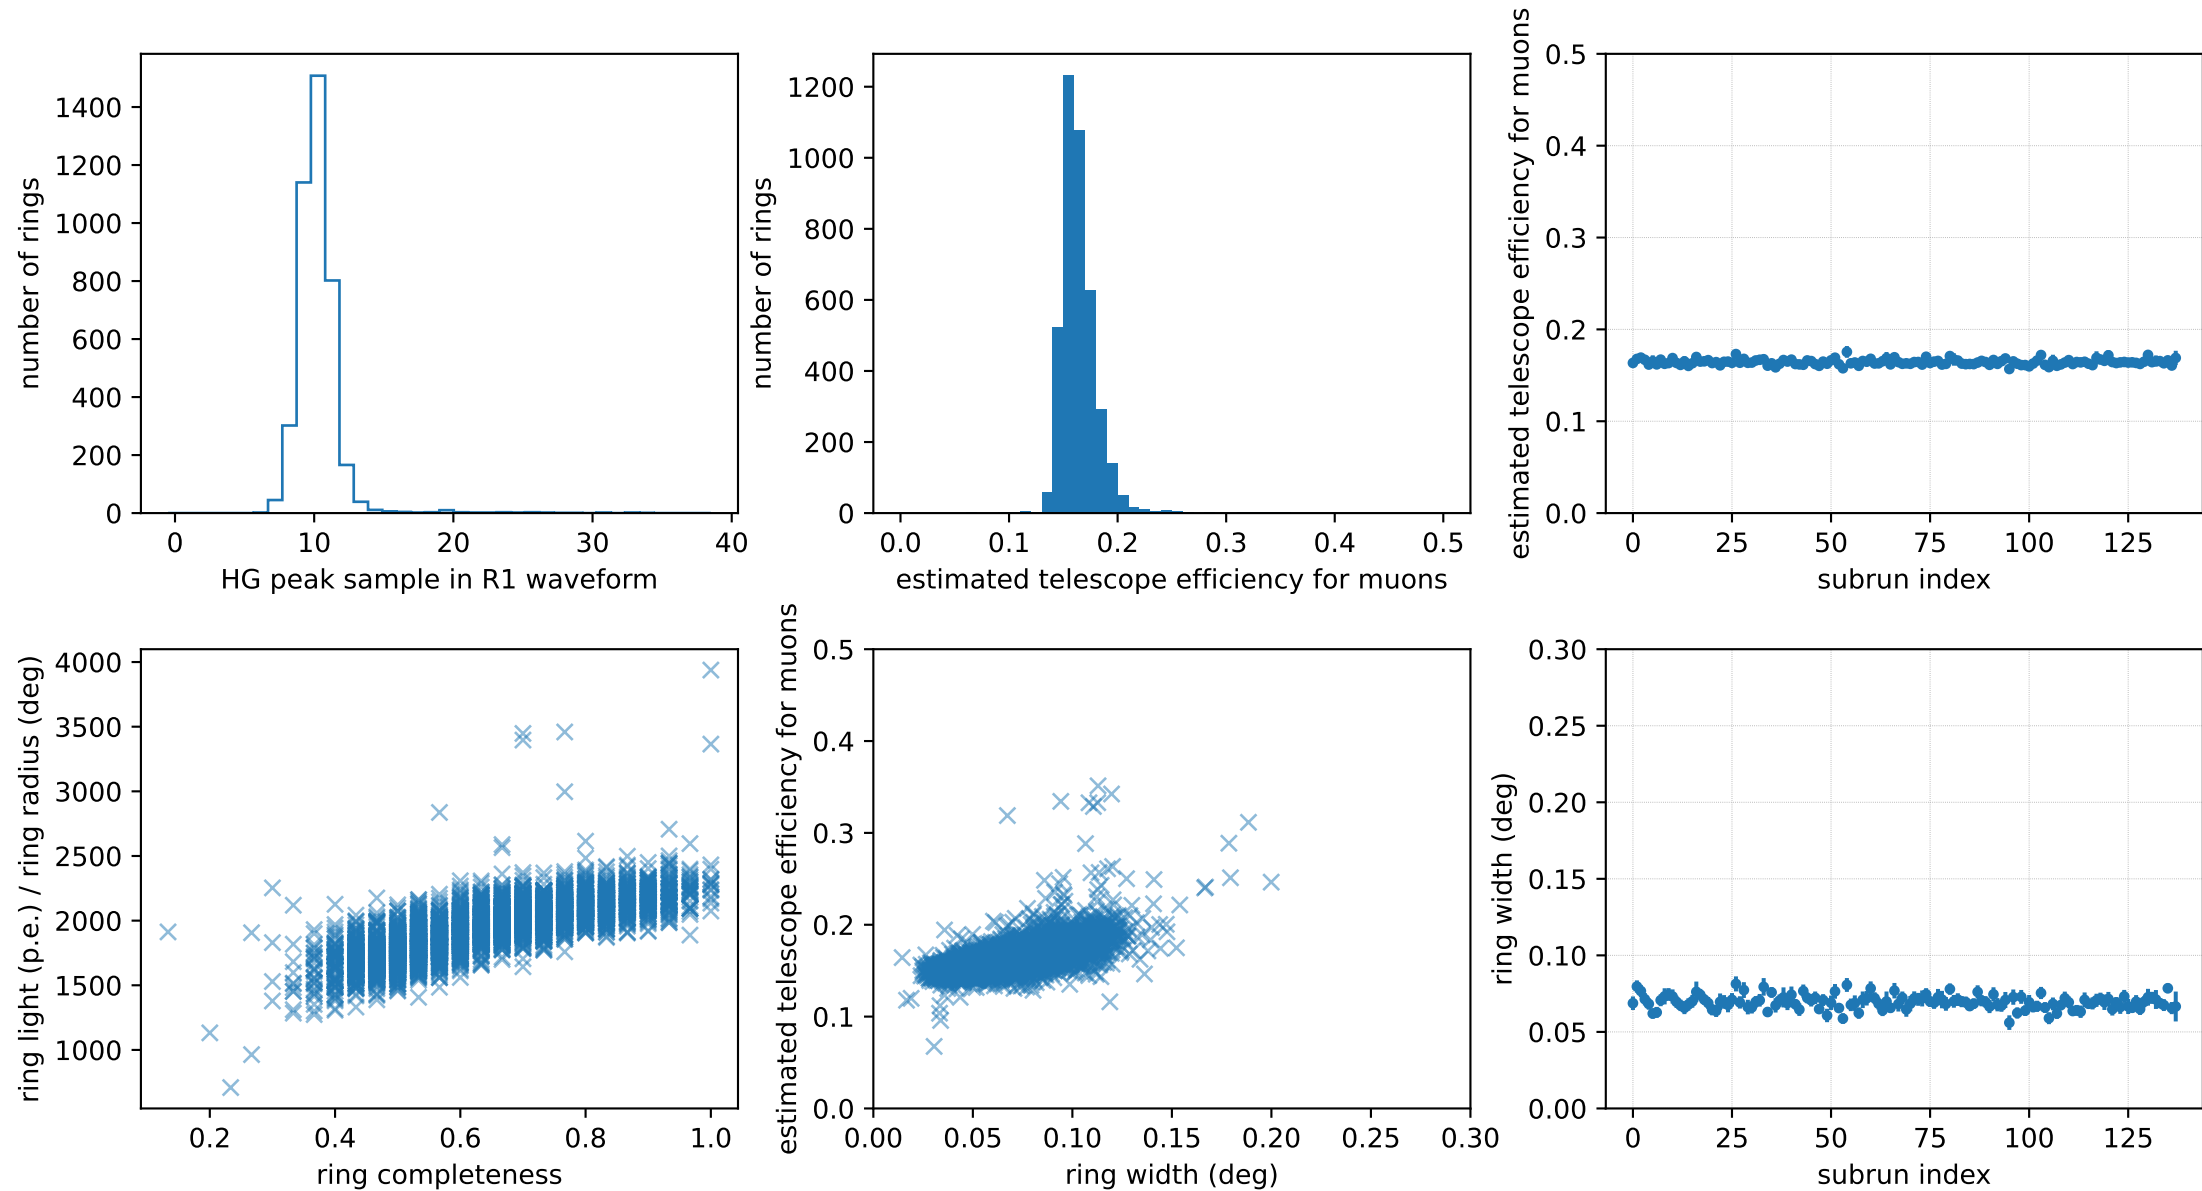 number of rings
1400
1200
1000
800
600
400
200
0
0 10 20 30 40
HG peak sample in R1 waveform
number of rings
1200
1000
800
600
400
200
0
0.0 0.1 0.2 0.3 0.4 0.5
estimated telescope efficiency for muons
estimated telescope efficiency for muons
0.5
0.4
0.3
0.2
0.1
0.0
0 25 50 75 100 125
subrun index
ring light (p.e.) / ring radius (deg)
4000
3500
3000
2500
2000
1500
1000
0.2 0.4 0.6 0.8 1.0
ring completeness
estimated telescope efficiency for muons
0.5
0.4
0.3
0.2
0.1
0.0
0.00 0.05 0.10 0.15 0.20 0.25 0.30
ring width (deg)
ring width (deg)
0.30
0.25
0.20
0.15
0.10
0.05
0.00
0 25 50 75 100 125
subrun index